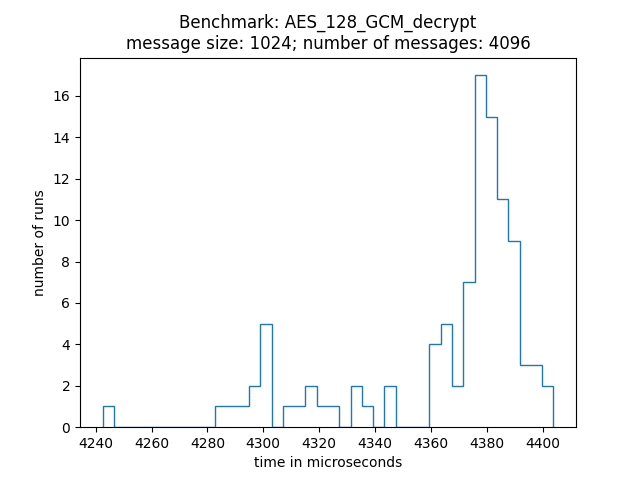 Benchmark: AES_128_GCM_decrypt
message size: 1024; number of messages: 4096
number of runs
16
14
12
10
8
6
4
2
0
4240 4260 4280 4300 4320 4340 4360 4380 4400
time in microseconds